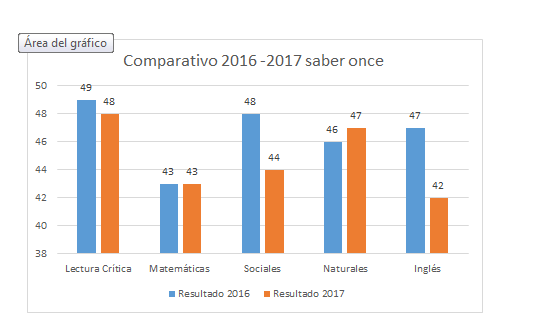 Área del gráfico
Comparativo 2016 -2017 saber once
50
48
46
44
42
40
38
49
48
43
43
48
44
46
47
47
42
Lectura Crítica
Matemáticas
Sociales
Naturales
Inglés
Resultado 2016
Resultado 2017